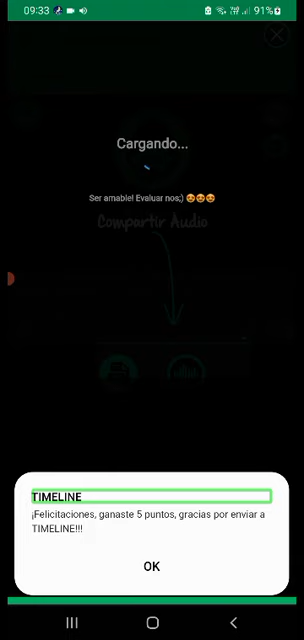 09:33 91%
Cargando...
Ser amable! Evaluar nos;) 😍😍😍
Compartir Audio
TIMELINE
¡Felicitaciones, ganaste 5 puntos, gracias por enviar a
TIMELINE!!!
OK